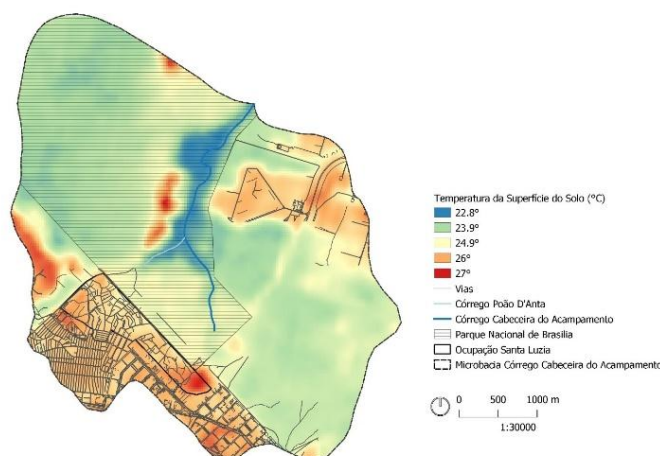 Temperatura da Superfície do Solo (°C)
22.8°
23.9°
24.9°
26°
27°
Vias
Córrego Poão D'Anta
Córrego Cabeceira do Acampamento
Parque Nacional de Brasilia
Ocupação Santa Luzia
Microbacia Córrego Cabeceira do Acampamento
0 500 1000 m
1:30000